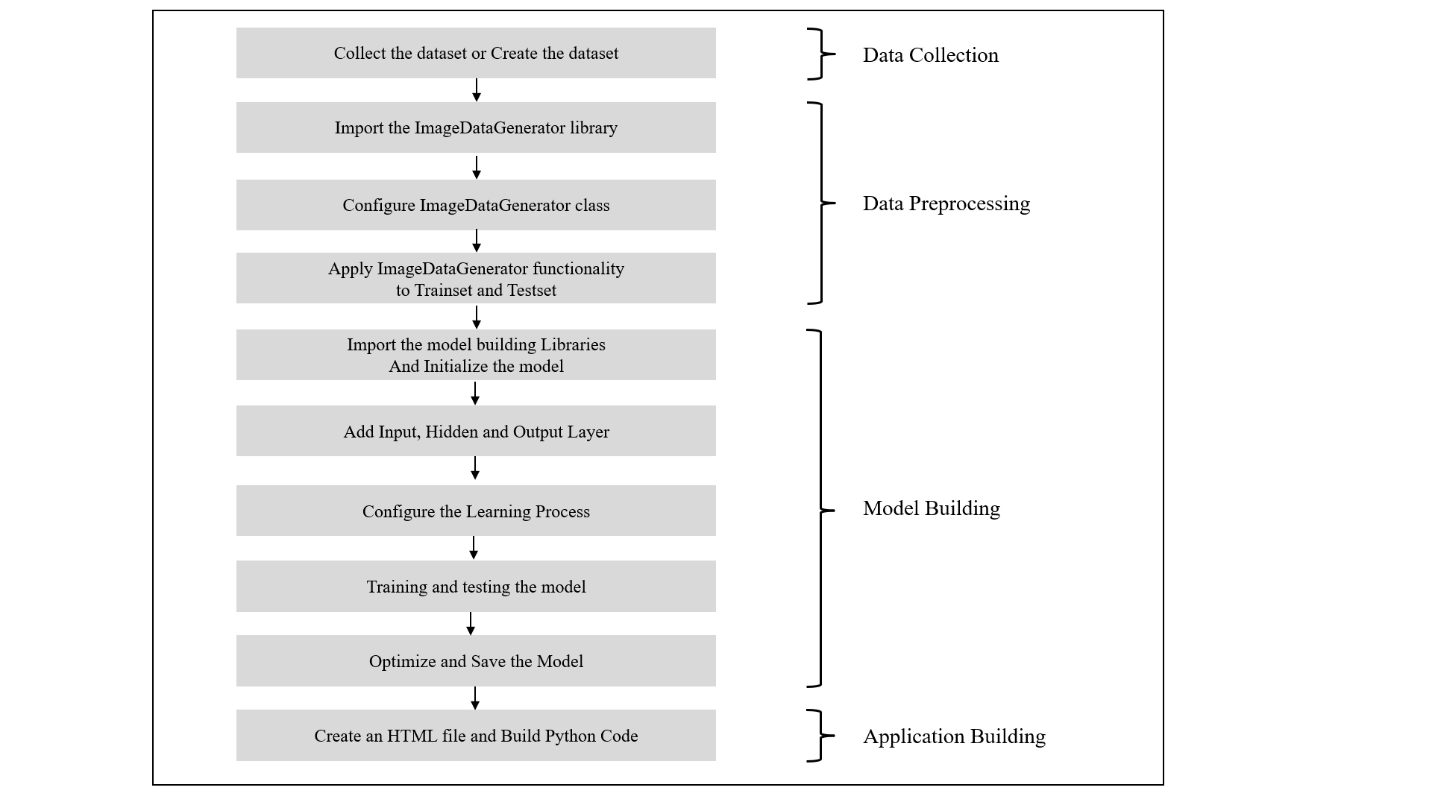 Collect the dataset or Create the dataset
Data Collection
Import the ImageDataGenerator library
Configure ImageDataGenerator class
Data Preprocessing
Apply ImageDataGenerator functionality
to Trainset and Testset
Import the model building Libraries
And Initialize the model
Add Input, Hidden and Output Layer
Configure the Learning Process
Model Building
Training and testing the model
Optimize and Save the Model
Create an HTML file and Build Python Code
Application Building